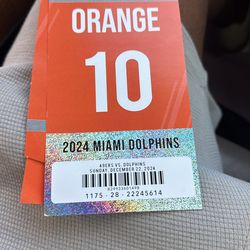 ORANGE
10
2024 MIAMI DOLPHINS
49ERS VS. DOLPHINS
SUNDAY, DECEMBER 22, 2024
1175 - 28 - 22245614